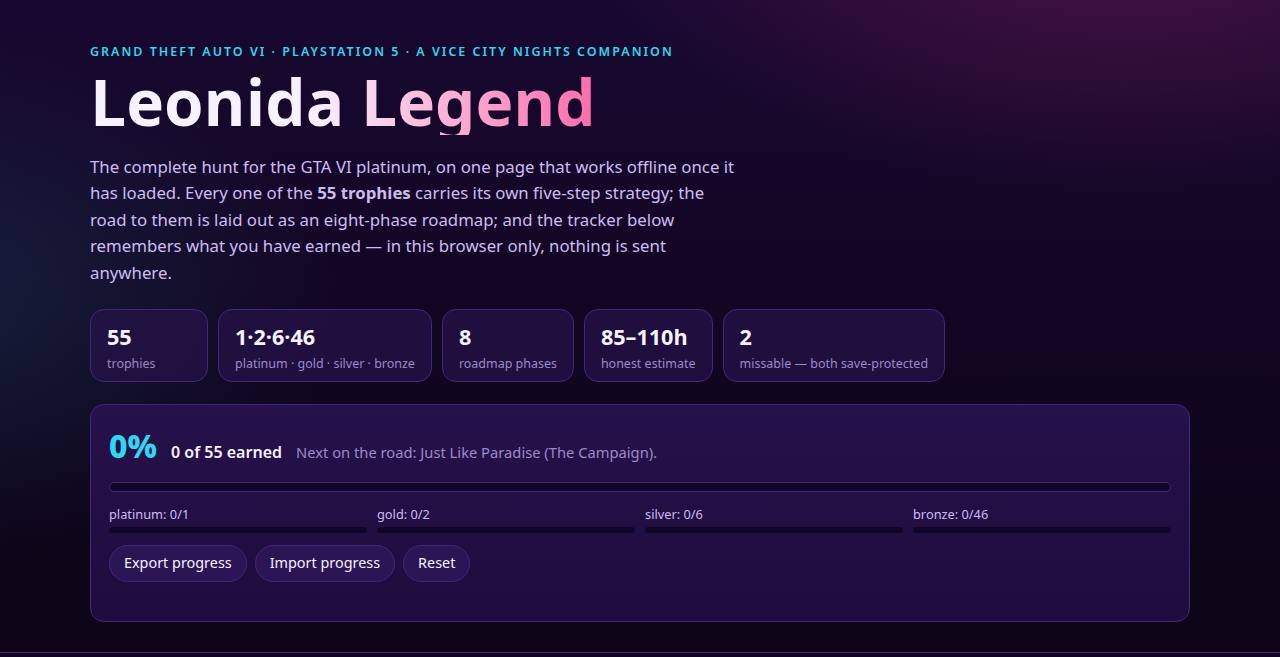 GRAND THEFT AUTO VI · PLAYSTATION 5 · A VICE CITY NIGHTS COMPANION
Leonida Legend
The complete hunt for the GTA VI platinum, on one page that works offline once it
has loaded. Every one of the 55 trophies carries its own five-step strategy; the
road to them is laid out as an eight-phase roadmap; and the tracker below
remembers what you have earned — in this browser only, nothing is sent
anywhere.
55
trophies
1·2·6·46
platinum · gold · silver · bronze
8
roadmap phases
85–110h
honest estimate
2
missable — both save-protected
0% 0 of 55 earned Next on the road: Just Like Paradise (The Campaign).
platinum: 0/1 gold: 0/2 silver: 0/6 bronze: 0/46
Export progress Import progress Reset